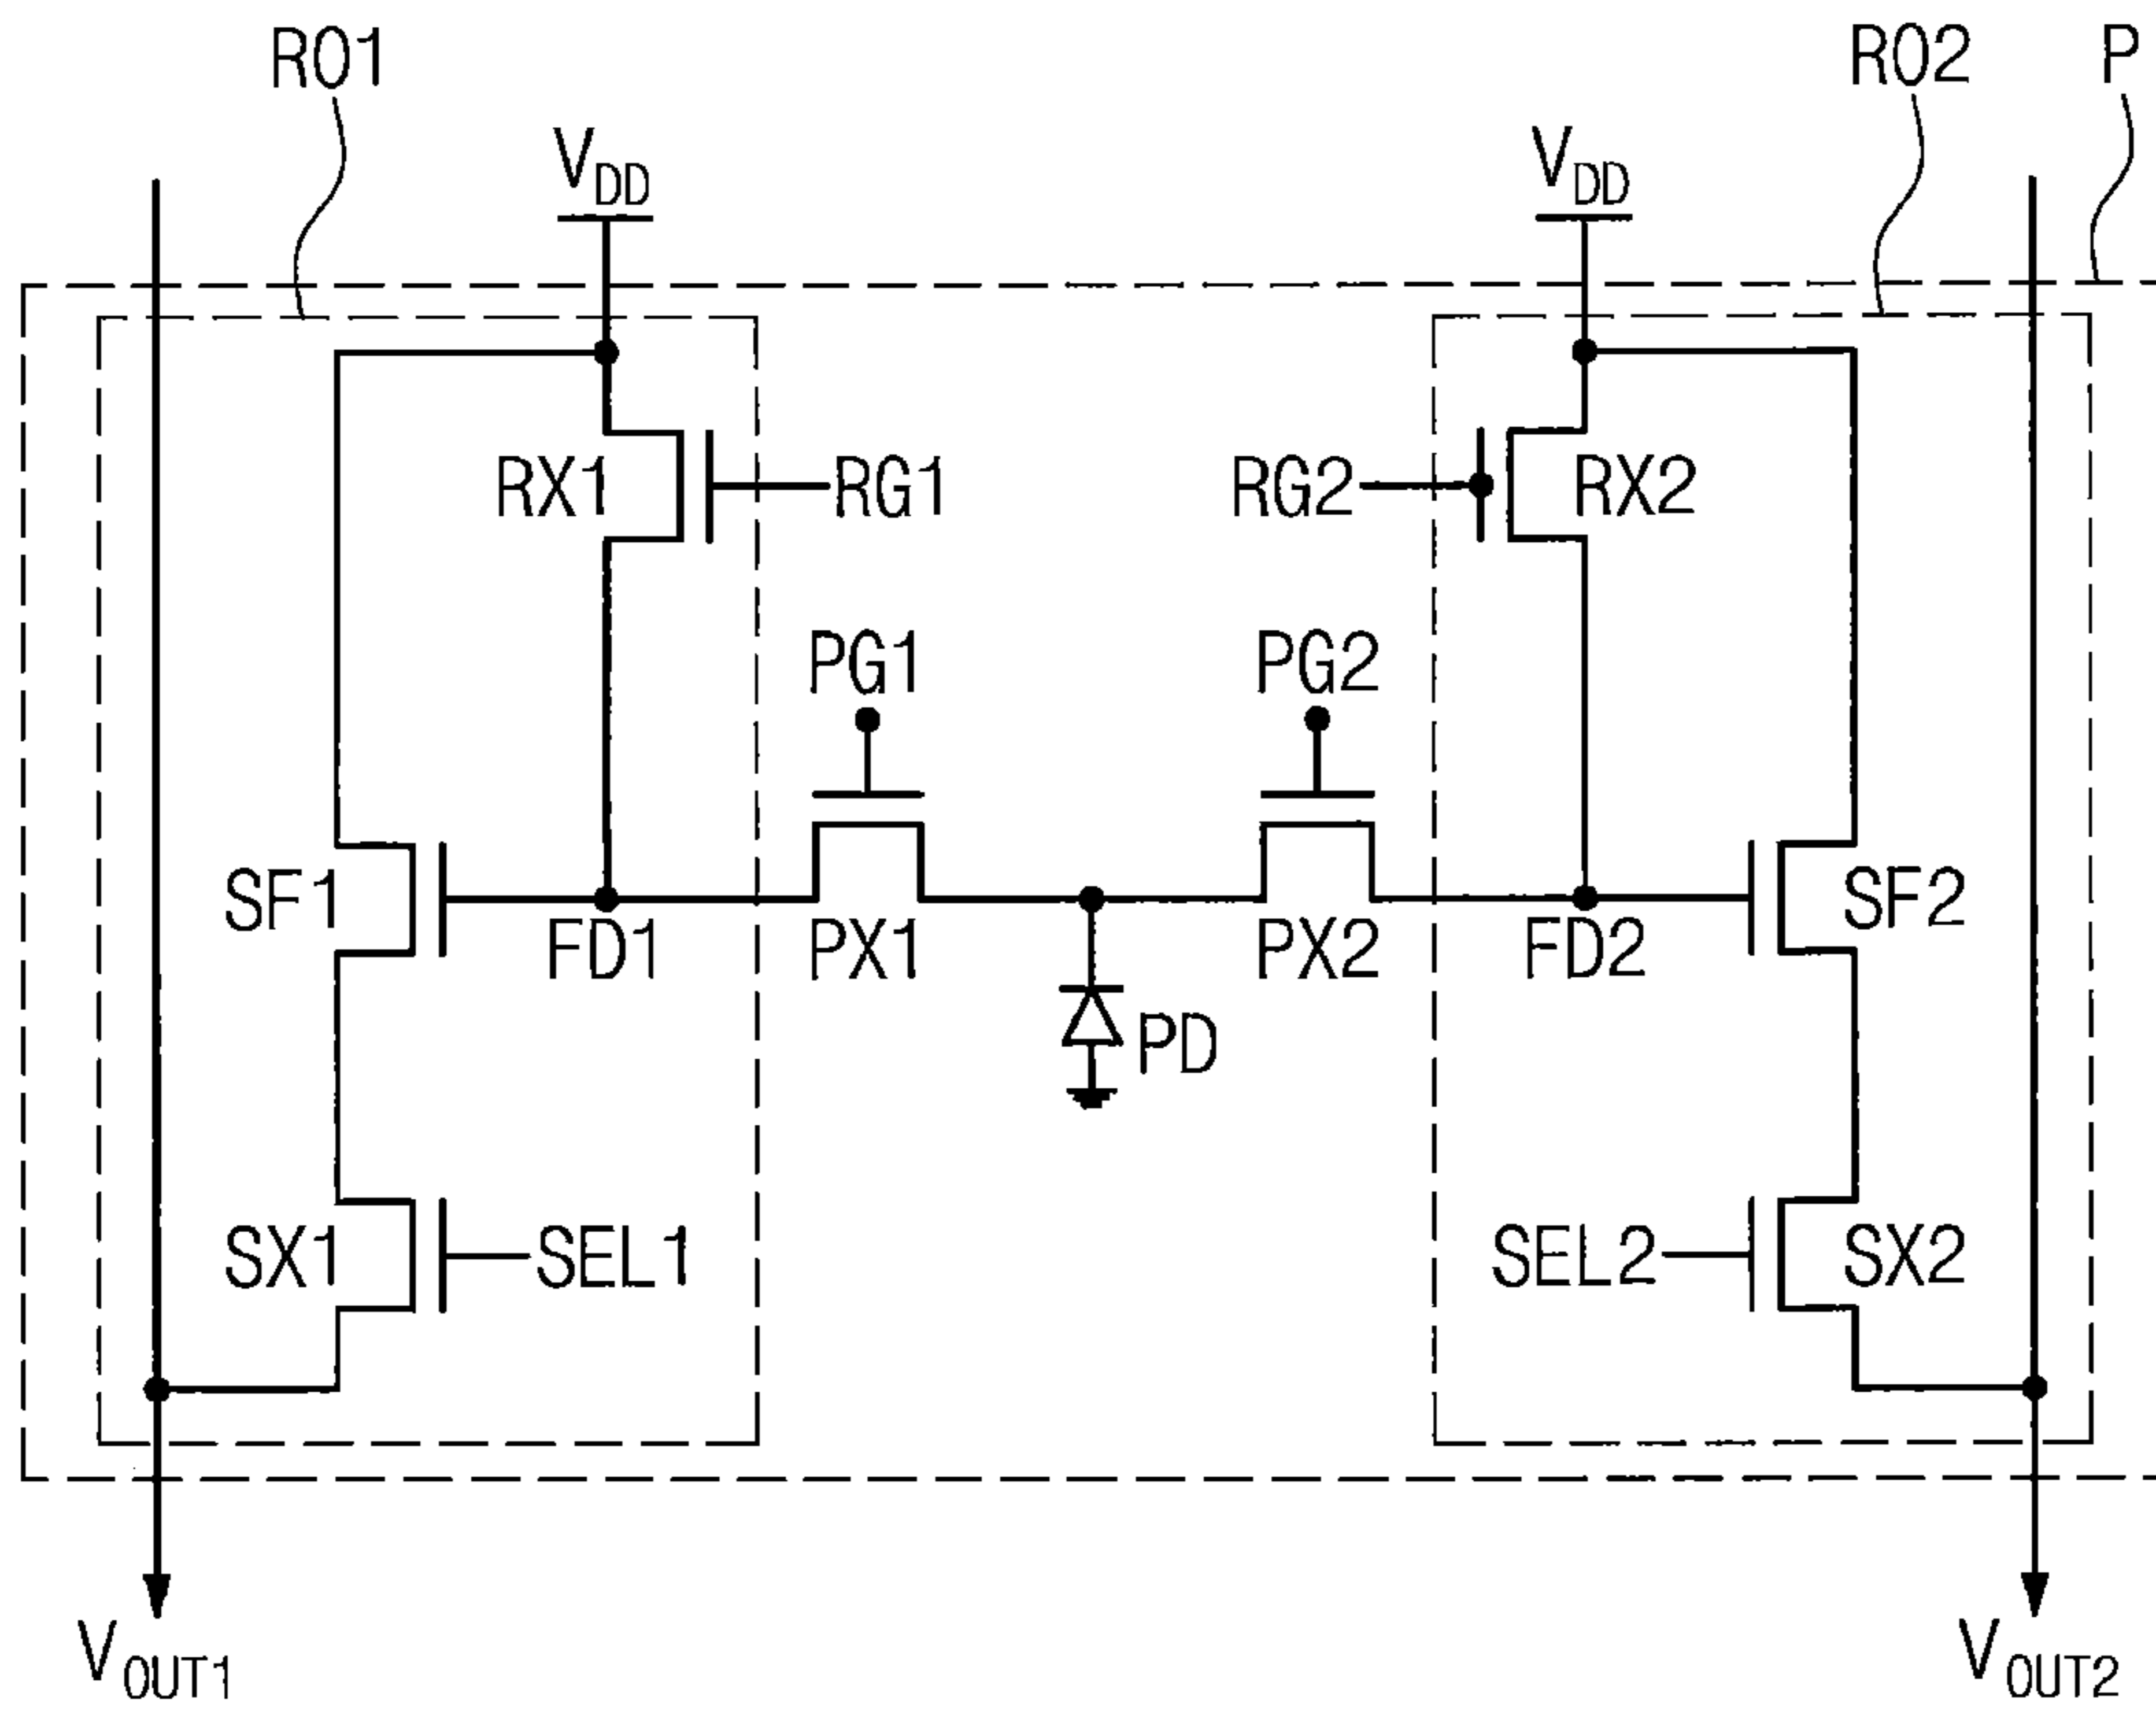 RO1
RO2
P
VDD
VDD
RX1
RG1
RG2
RX2
PG1
PG2
SF1
FD1
PX1
PX2
FD2
SF2
PD
SX1
SEL1
SEL2
SX2
VOUT1
VOUT2